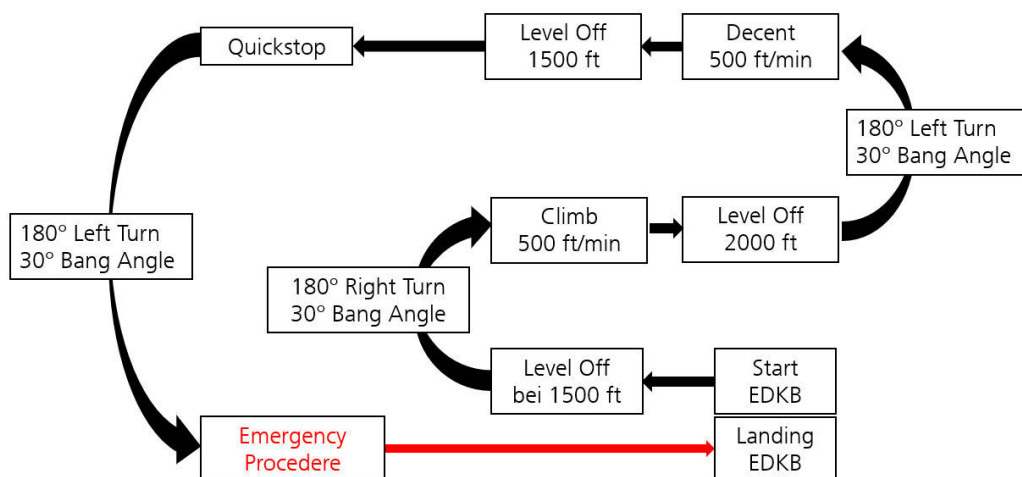 Quickstop
Level Off
1500 ft
Decent
500 ft/min
180° Left Turn
30° Bang Angle
180° Left Turn
30° Bang Angle
Climb
500 ft/min
Level Off
2000 ft
180° Right Turn
30° Bang Angle
Level Off
bei 1500 ft
Start
EDKB
Emergency
Procedere
Landing
EDKB